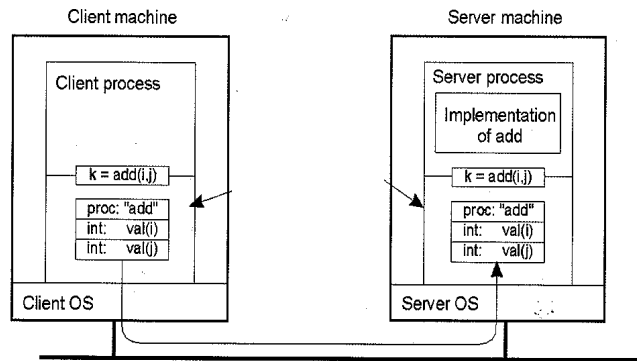 Client machine
Server machine
Client process
k = add(i,j)
proc: "add"
int: val(i)
int: val(j)
Client OS
Server process
Implementation
of add
k = add(i,j)
proc: "add"
int: val(i)
int: val(j)
Server OS